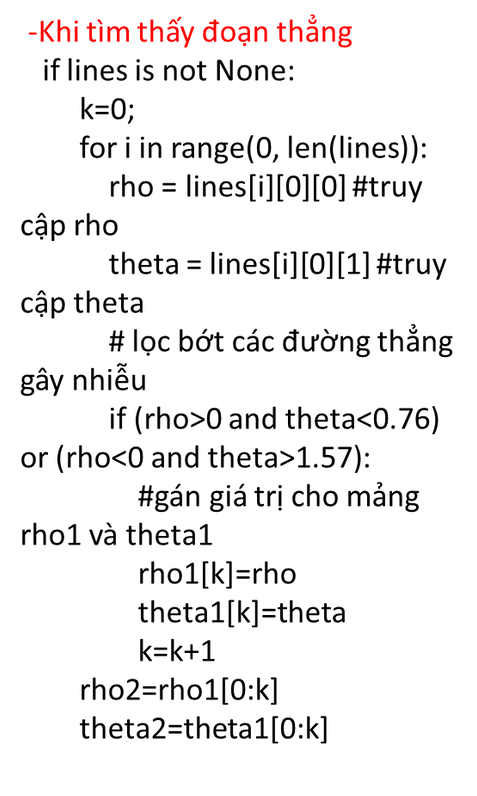 -Khi tìm thấy đoạn thẳng
if lines is not None:
k=0;
for i in range(0, len(lines)):
rho = lines[i][0][0] #truy
cập rho
theta = lines[i][0][1] #truy
cập theta
# lọc bớt các đường thẳng
gây nhiễu
if (rho>0 and theta<0.76)
or (rho<0 and theta>1.57):
#gán giá trị cho mảng
rho1 và theta1
rho1[k]=rho
theta1[k]=theta
k=k+1
rho2=rho1[0:k]
theta2=theta1[0:k]